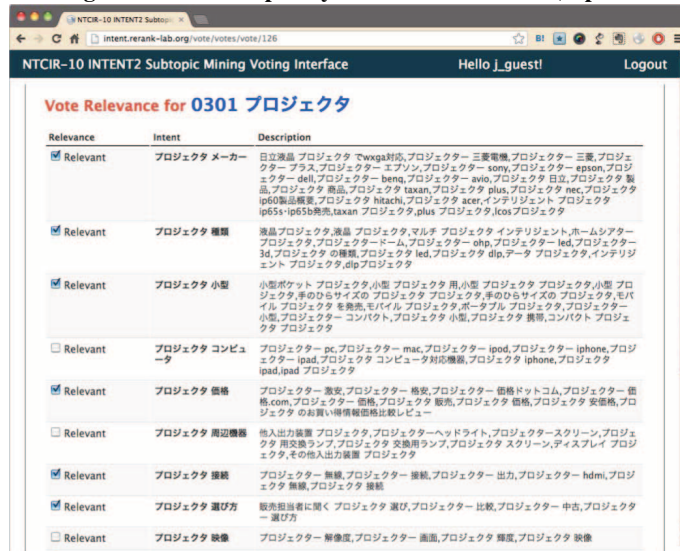 NTCIR-10 INTENT2 Subtopic
intent.rerank-lab.org/vote/votes/vote/126
NTCIR-10 INTENT2 Subtopic Mining Voting Interface Hello j_guest! Logout
Vote Relevance for 0301 プロジェクタ
Relevance Intent Description
Relevant プロジェクタ メーカー 日立液晶 プロジェクタ でwxga対応,プロジェクター 三菱電機,プロジェクター 三菱,プロジェ
クター プラス,プロジェクター エプソン,プロジェクター sony,プロジェクター epson,プロジ
ェクター dell,プロジェクター benq,プロジェクター avio,プロジェクタ 日立,プロジェクタ 製
品,プロジェクタ 商品,プロジェクタ taxan,プロジェクタ plus,プロジェクタ nec,プロジェクタ
ip60製品概要,プロジェクタ hitachi,プロジェクタ acer,インテリジェント プロジェクタ
ip65s・ip65b発売,taxan プロジェクタ,plus プロジェクタ,lcosプロジェクタ
Relevant プロジェクタ 種類 液晶プロジェクタ,液晶 プロジェクタ,マルチ プロジェクタ インテリジェント,ホームシアター
プロジェクタ,プロジェクタードーム,プロジェクター ohp,プロジェクター led,プロジェクター
3d,プロジェクタ の種類,プロジェクタ led,プロジェクタ dlp,データ プロジェクタ,インテリジ
ェント プロジェクタ,dlpプロジェクタ
Relevant プロジェクタ 小型 小型ポケット プロジェクタ,小型 プロジェクタ 用,小型 プロジェクタ プロジェクタ,小型 プロ
ジェクタ,手のひらサイズの プロジェクタ プロジェクタ,手のひらサイズの プロジェクタ,モバ
イル プロジェクタ を発売,モバイル プロジェクタ,ポータブル プロジェクタ,プロジェクター
小型,プロジェクター コンパクト,プロジェクタ 小型,プロジェクタ 携帯,コンパクト プロジェ
クタ プロジェクタ
Relevant プロジェクタ コンピュ プロジェクター pc,プロジェクター mac,プロジェクター ipod,プロジェクター iphone,プロジ
ータ ェクター ipad,プロジェクタ コンピュータ対応機器,プロジェクタ iphone,プロジェクタ
ipad,ipad プロジェクタ
Relevant プロジェクタ 価格 プロジェクター 激安,プロジェクター 格安,プロジェクター 価格ドットコム,プロジェクター 価
格.com,プロジェクター 価格,プロジェクタ 販売,プロジェクタ 価格,プロジェクタ 安価格,プロ
ジェクタ のお買い得情報価格比較レビュー
Relevant プロジェクタ 周辺機器 他入出力装置 プロジェクタ,プロジェクターヘッドライト,プロジェクタースクリーン,プロジェ
クタ 用交換ランプ,プロジェクタ 交換用ランプ,プロジェクタ スクリーン,ディスプレイ プロジ
ェクタ,その他入出力装置 プロジェクタ
Relevant プロジェクタ 接続 プロジェクター 無線,プロジェクター 接続,プロジェクター 出力,プロジェクター hdmi,プロジ
ェクタ 無線,プロジェクタ 接続
Relevant プロジェクタ 選び方 販売担当者に聞く プロジェクタ 選び,プロジェクター 比較,プロジェクター 中古,プロジェクタ
ー 選び方
Relevant プロジェクタ 映像 プロジェクター 解像度,プロジェクター 画面,プロジェクタ 輝度,プロジェクタ 映像